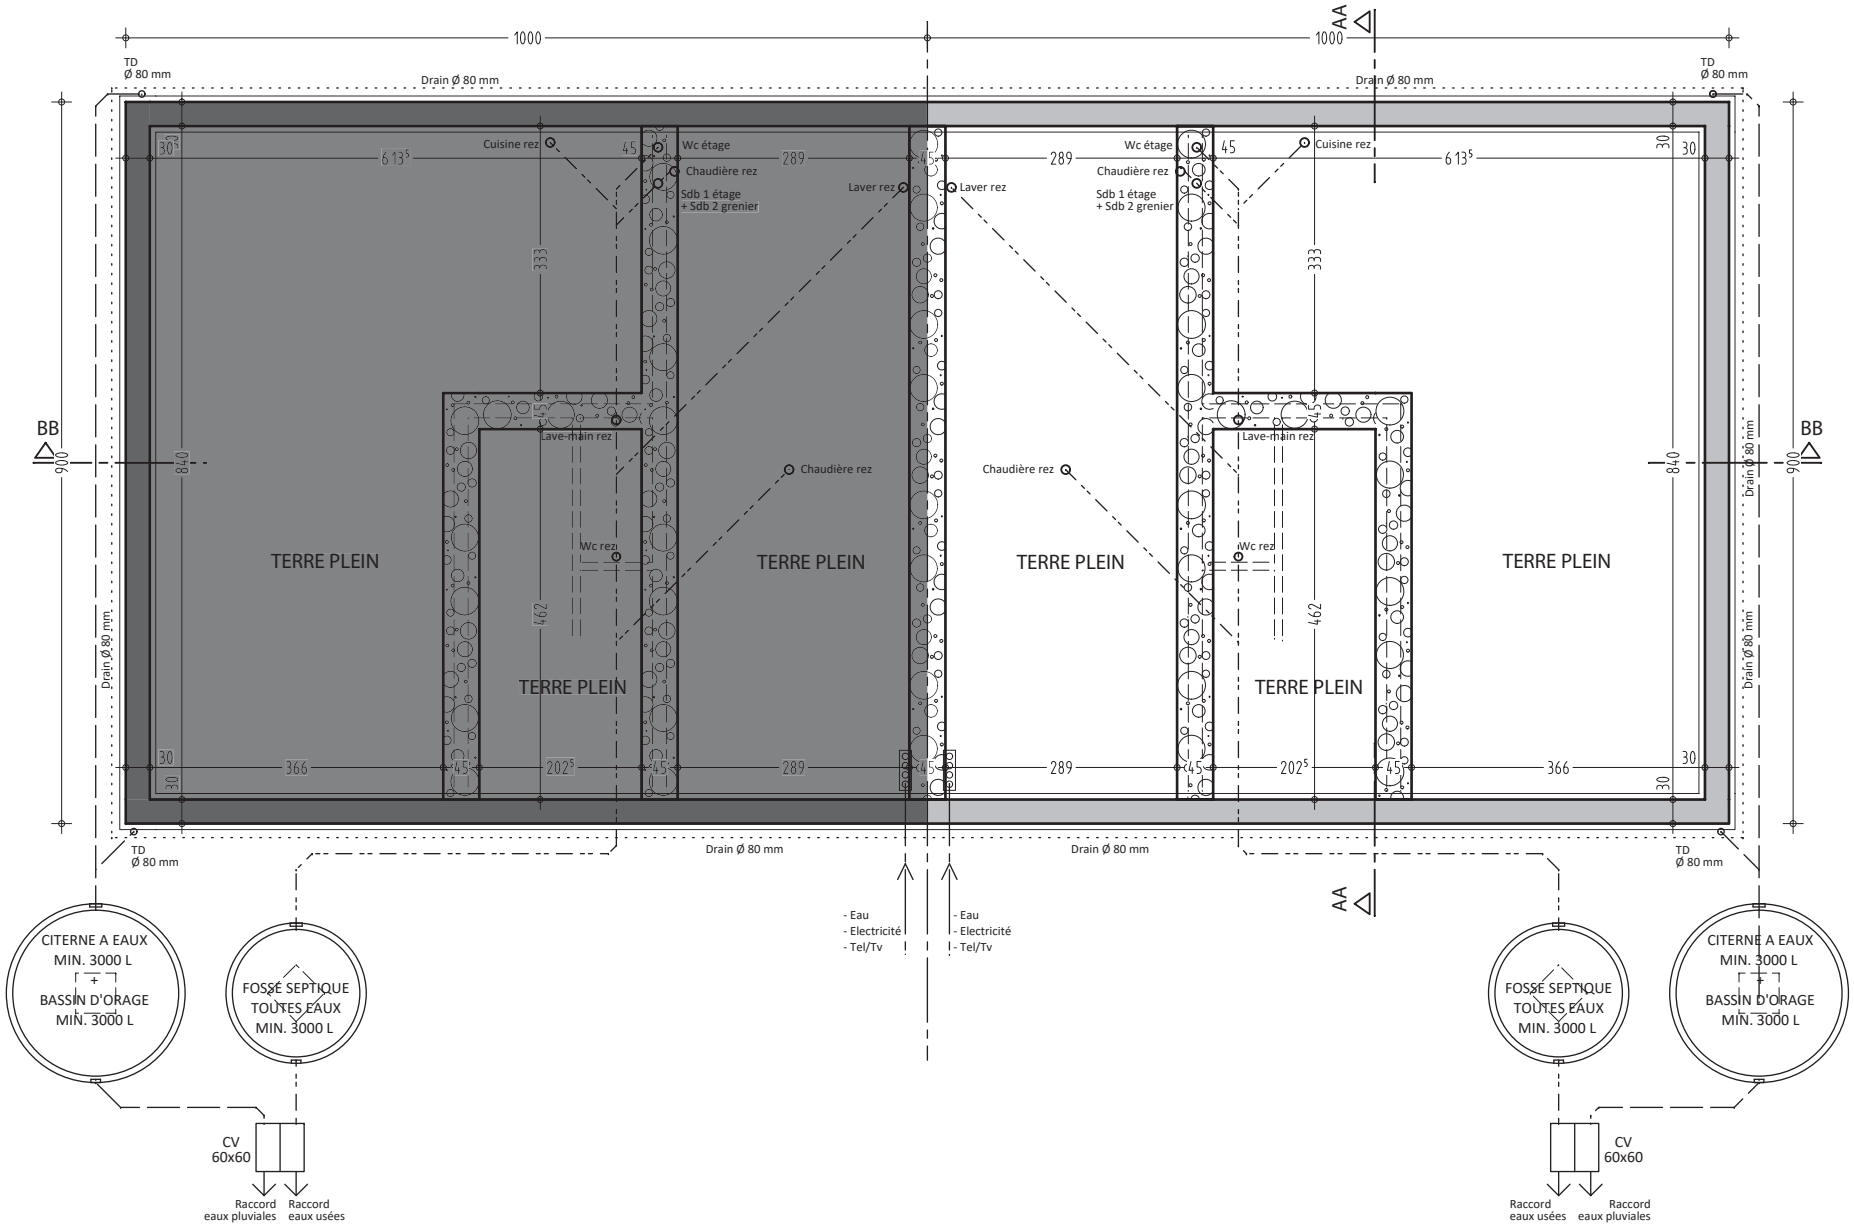 AA
1000
1000
TD
Ø 80 mm
Drain Ø 80 mm
Drain Ø 80 mm
TD
Ø 80 mm
30
30
Cuisine rez
45
Wc étage
Wc étage
45
Cuisine rez
30
30
613⁵
289
45
289
613⁵
Chaudière rez
Chaudière rez
Laver rez
Laver rez
Sdb 1 étage
+ Sdb 2 grenier
Sdb 1 étage
+ Sdb 2 grenier
333
333
45
45
BB
900
840
Lave-main rez
Lave-main rez
840
Drain Ø 80 mm
900
BB
Chaudière rez
Chaudière rez
Wc rez
Wc rez
TERRE PLEIN
TERRE PLEIN
TERRE PLEIN
TERRE PLEIN
462
462
Drain Ø 80 mm
Drain Ø 80 mm
TERRE PLEIN
TERRE PLEIN
30
30
366
45
202⁵
45
289
45
289
45
202⁵
45
366
30
30
TD
Ø 80 mm
Drain Ø 80 mm
Drain Ø 80 mm
TD
Ø 80 mm
AA
- Eau
- Electricité
- Tel/Tv
- Eau
- Electricité
- Tel/Tv
CITERNE A EAUX
MIN. 3000 L
+
BASSIN D'ORAGE
MIN. 3000 L
FOSSE SEPTIQUE
TOUTES EAUX
MIN. 3000 L
FOSSE SEPTIQUE
TOUTES EAUX
MIN. 3000 L
CITERNE A EAUX
MIN. 3000 L
+
BASSIN D'ORAGE
MIN. 3000 L
CV
60x60
CV
60x60
Raccord
eaux pluviales
Raccord
eaux usées
Raccord
eaux usées
Raccord
eaux pluviales